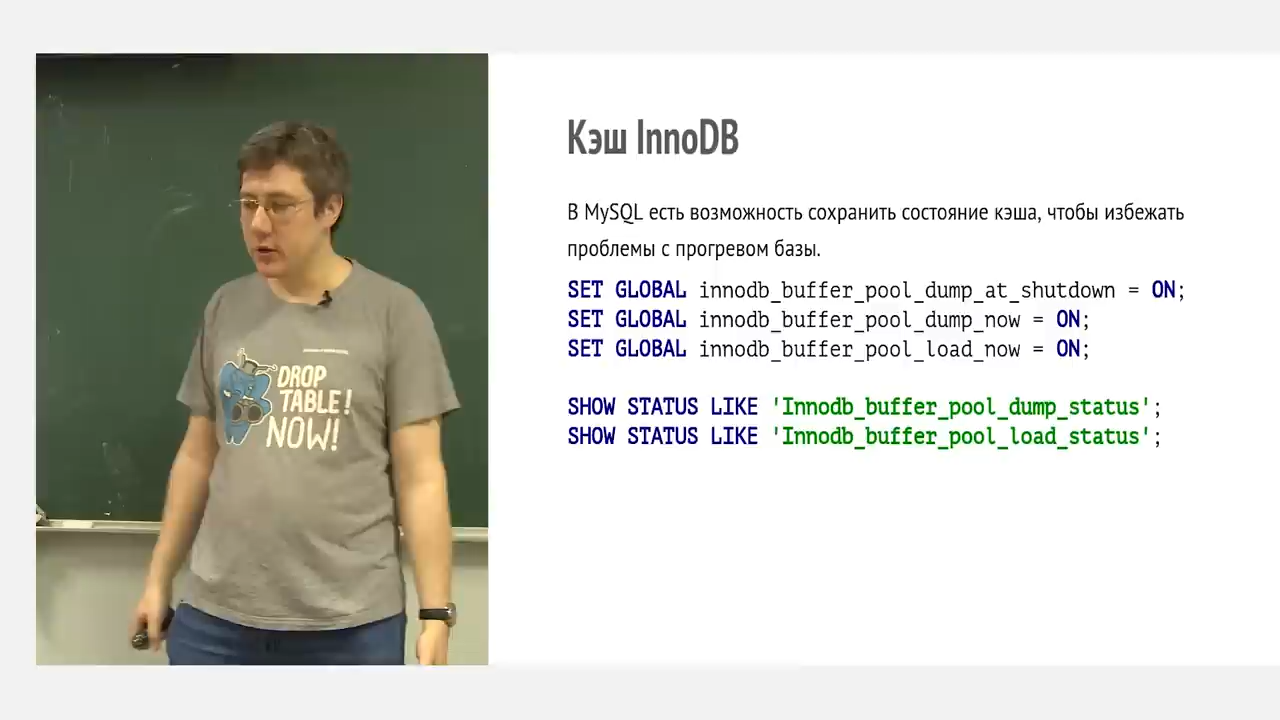 Кэш InnoDB
В MySQL есть возможность сохранить состояние кэша, чтобы избежать
проблемы с прогревом базы.
SET GLOBAL innodb_buffer_pool_dump_at_shutdown = ON;
SET GLOBAL innodb_buffer_pool_dump_now = ON;
SET GLOBAL innodb_buffer_pool_load_now = ON;
SHOW STATUS LIKE 'Innodb_buffer_pool_dump_status';
SHOW STATUS LIKE 'Innodb_buffer_pool_load_status';
DROP
TABLE!
NOW!